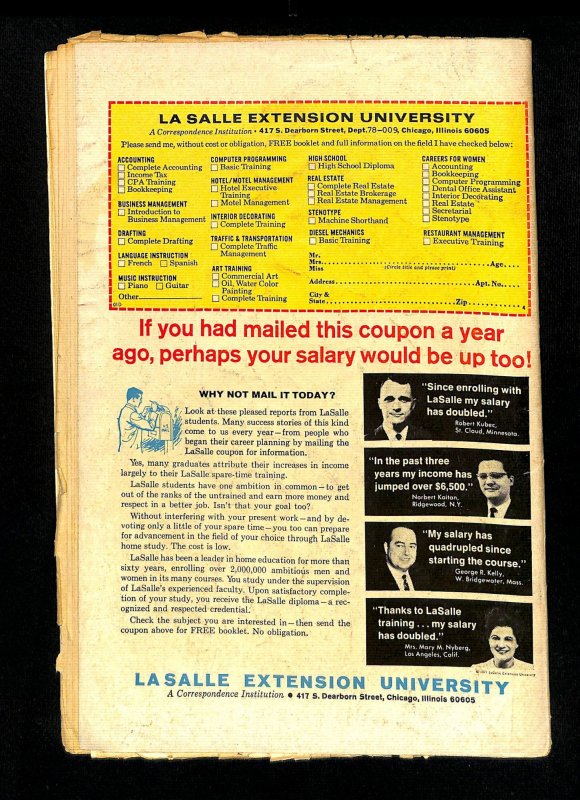 LA SALLE EXTENSION UNIVERSITY
A Correspondence Institution • 417 S. Dearborn Street, Dept. 78-009, Chicago, Illinois 60605
Please send me, without cost or obligation, FREE booklet and full information on the field I have checked below:
ACCOUNTING
Complete Accounting
Income Tax
CPA Training
Bookkeeping
BUSINESS MANAGEMENT
Introduction to
Business Management
DRAFTING
Complete Drafting
LANGUAGE INSTRUCTION
French Spanish
MUSIC INSTRUCTION
Piano Guitar
Other
COMPUTER PROGRAMMING
Basic Training
HOTEL/MOTEL MANAGEMENT
Hotel Executive
Training
Motel Management
INTERIOR DECORATING
Complete Training
TRAFFIC & TRANSPORTATION
Complete Traffic
Management
ART TRAINING
Commercial Art
Oil, Water Color
Painting
Complete Training
HIGH SCHOOL
High School Diploma
REAL ESTATE
Complete Real Estate
Real Estate Brokerage
Real Estate Management
STENOTYPE
Machine Shorthand
DIESEL MECHANICS
Basic Training
CAREERS FOR WOMEN
Accounting
Bookkeeping
Computer Programming
Dental Office Assistant
Interior Decorating
Real Estate
Secretarial
Stenotype
RESTAURANT MANAGEMENT
Executive Training
Mr.
Mrs. Age
Miss (Circle title and please print)
Address Apt. No.
City &
State Zip
4
If you had mailed this coupon a year
ago, perhaps your salary would be up too!
WHY NOT MAIL IT TODAY?
Look at these pleased reports from LaSalle
students. Many success stories of this kind
come to us every year—from people who
began their career planning by mailing the
LaSalle coupon for information.
Yes, many graduates attribute their increases in income
largely to their LaSalle spare-time training.
LaSalle students have one ambition in common—to get
out of the ranks of the untrained and earn more money and
respect in a better job. Isn't that your goal too?
Without interfering with your present work—and by de-
voting only a little of your spare time—you too can prepare
for advancement in the field of your choice through LaSalle
home study. The cost is low.
LaSalle has been a leader in home education for more than
sixty years, enrolling over 2,000,000 ambitious men and
women in its many courses. You study under the supervision
of LaSalle's experienced faculty. Upon satisfactory comple-
tion of your study, you receive the LaSalle diploma—a rec-
ognized and respected credential.
Check the subject you are interested in—then send the
coupon above for FREE booklet. No obligation.
"Since enrolling with
LaSalle my salary
has doubled."
Robert Kubec,
St. Cloud, Minnesota.
"In the past three
years my income has
jumped over $6,500."
Norbert Kaitan,
Ridgewood, N.Y.
"My salary has
quadrupled since
starting the course."
George R. Kelly,
W. Bridgewater, Mass.
"Thanks to LaSalle
training ... my salary
has doubled."
Mrs. Mary M. Nyberg,
Los Angeles, Calif.
LASALLE EXTENSION UNIVERSITY
A Correspondence Institution • 417 S. Dearborn Street, Chicago, Illinois 60605